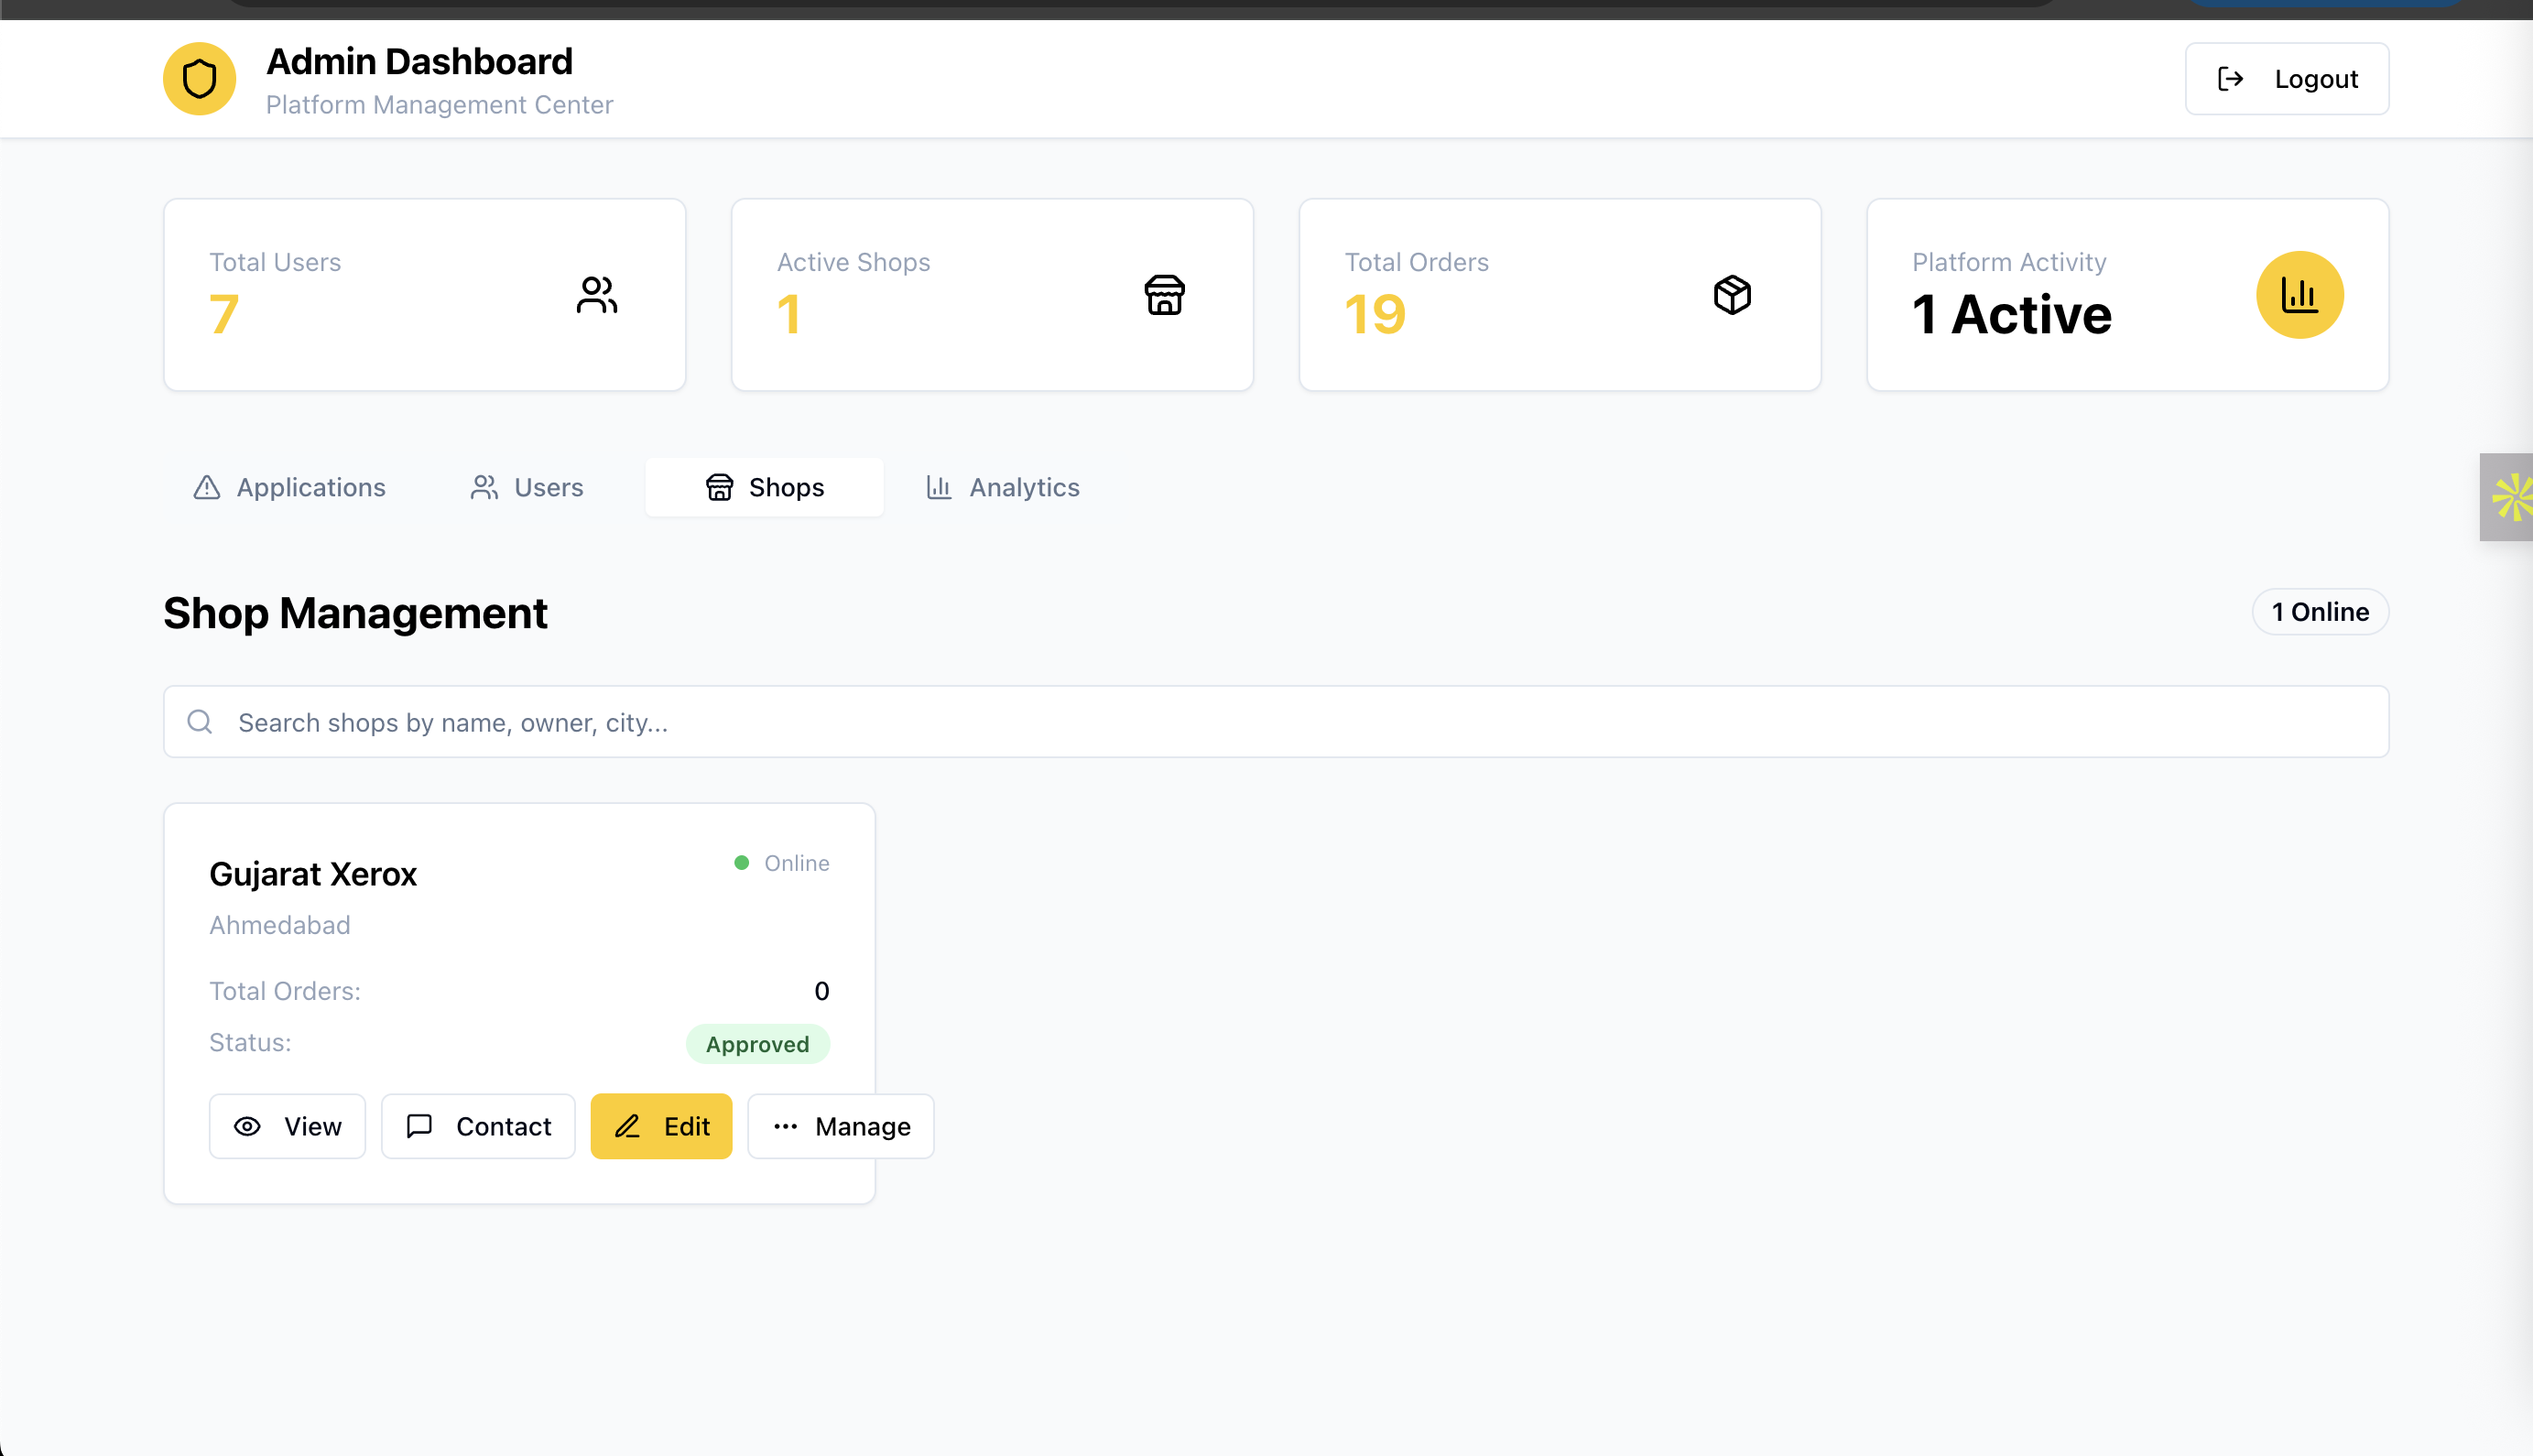 Admin Dashboard
Platform Management Center
Logout
Total Users
7
Active Shops
1
Total Orders
19
Platform Activity
1 Active
Applications
Users
Shops
Analytics
Shop Management
1 Online
Search shops by name, owner, city...
Gujarat Xerox
Online
Ahmedabad
Total Orders:
0
Status:
Approved
View
Contact
Edit
Manage